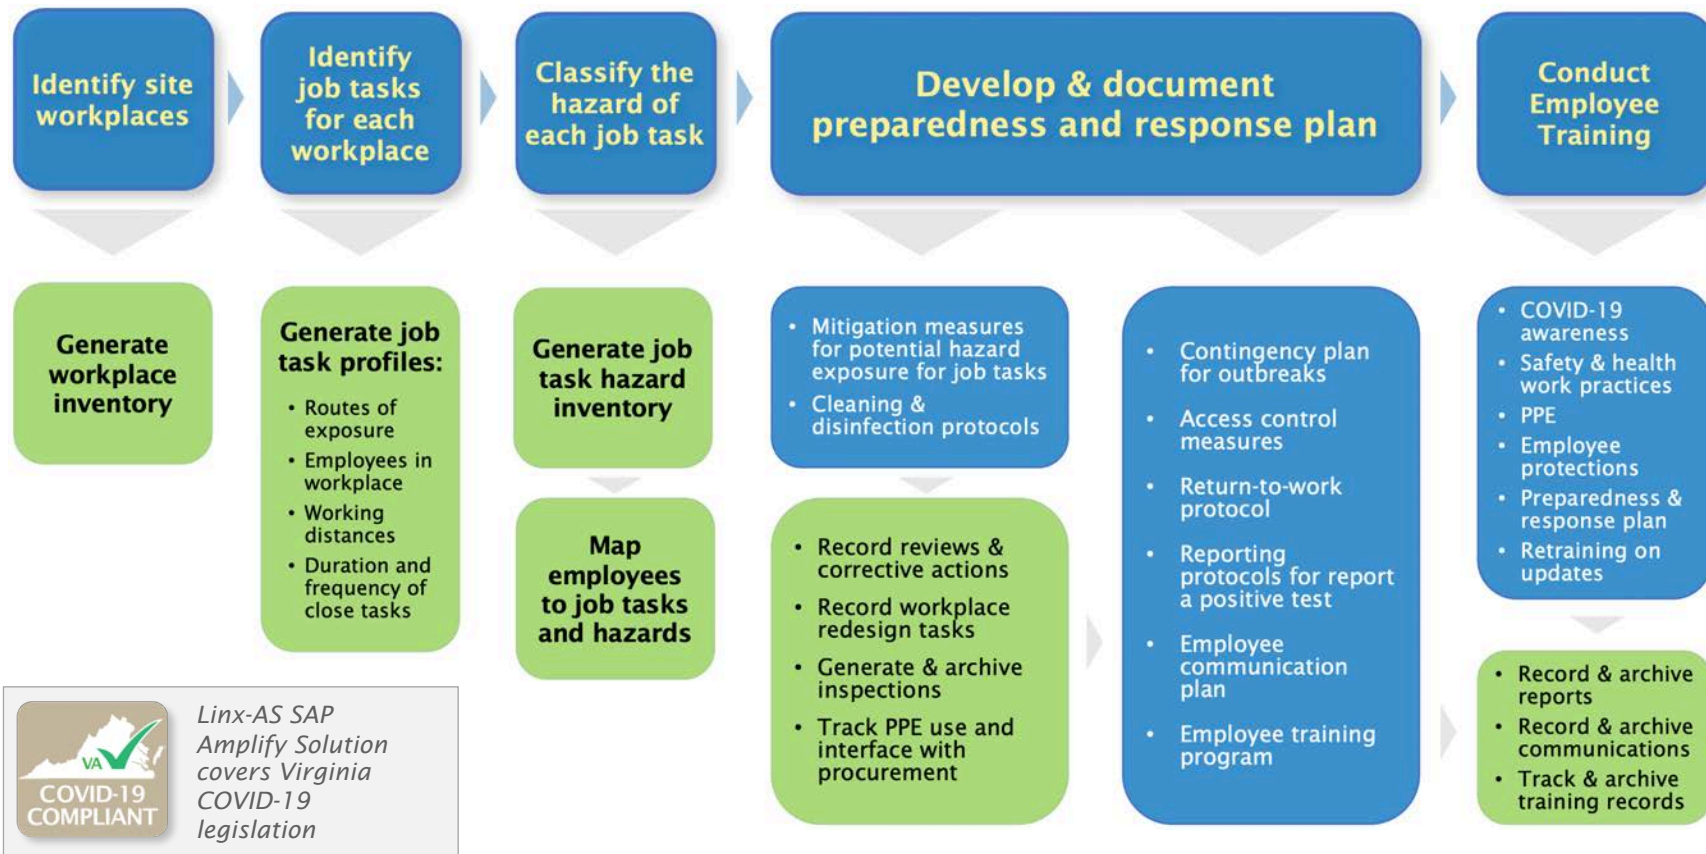 Identify site
workplaces
Identify
job tasks
for each
workplace
Classify the
hazard of
each job task
Develop & document
preparedness and response plan
Conduct
Employee
Training
Generate
workplace
inventory
Generate job
task profiles:
• Routes of
exposure
• Employees in
workplace
• Working
distances
• Duration and
frequency of
close tasks
Generate job
task hazard
inventory
Map
employees
to job tasks
and hazards
• Mitigation measures
for potential hazard
exposure for job tasks
• Cleaning &
disinfection protocols
• Record reviews &
corrective actions
• Record workplace
redesign tasks
• Generate & archive
inspections
• Track PPE use and
interface with
procurement
• Contingency plan
for outbreaks
• Access control
measures
• Return-to-work
protocol
• Reporting
protocols for report
a positive test
• Employee
communication
plan
• Employee training
program
• COVID-19
awareness
• Safety & health
work practices
• PPE
• Employee
protections
• Preparedness &
response plan
• Retraining on
updates
• Record & archive
reports
• Record & archive
communications
• Track & archive
training records
VA
COVID-19
COMPLIANT
Linx-AS SAP
Amplify Solution
covers Virginia
COVID-19
legislation